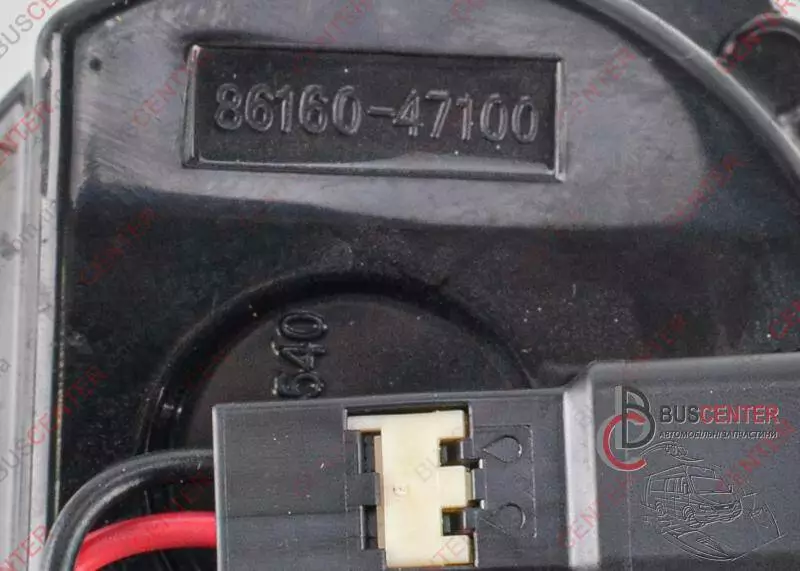 86160-47100
540
BUSCENTER
АВТОМОБІЛЬНІ ЗАПЧАСТИНИ